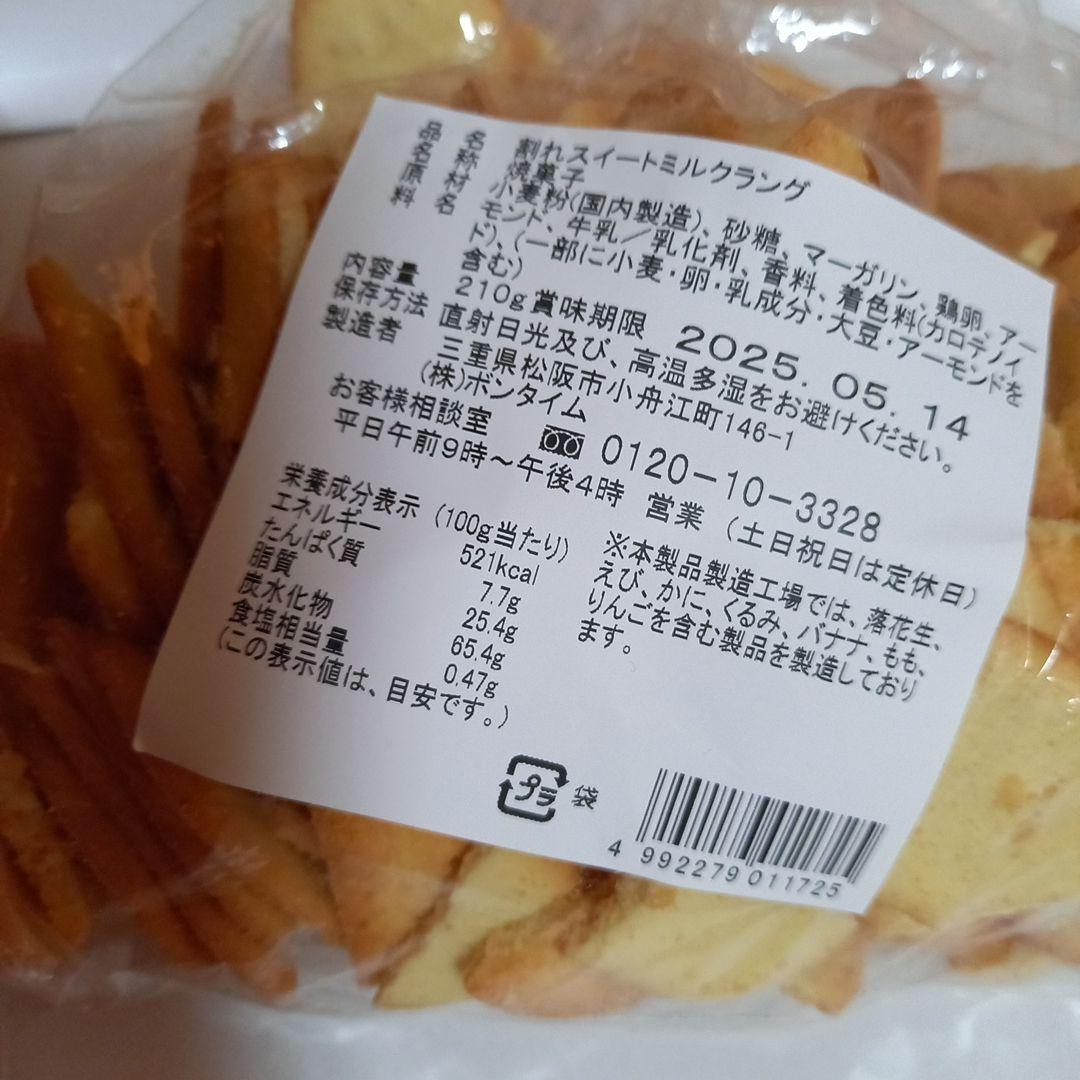 品名 割れスイートミルクラング
名称 焼菓子
原材料名 小麦粉(国内製造)、砂糖、マーガリン、鶏卵、アー
モンド、牛乳／乳化剤、香料、着色料(カロテノイ
ド)、(一部に小麦・卵・乳成分・大豆・アーモンドを
含む)
内容量 210g 賞味期限 2025.05.14
保存方法 直射日光及び、高温多湿をお避けください。
製造者 三重県松阪市小舟江町146-1
(株)ボンタイム
お客様相談室 0120-10-3328
平日午前9時～午後4時 営業 (土日祝日は定休日)
栄養成分表示 (100g当たり)
エネルギー 521kcal
たんぱく質 7.7g
脂質 25.4g
炭水化物 65.4g
食塩相当量 0.47g
(この表示値は、目安です。)
※本製品製造工場では、落花生、
えび、かに、くるみ、バナナ、もも、
りんごを含む製品を製造しており
ます。
プラ 袋
4 992279 011725